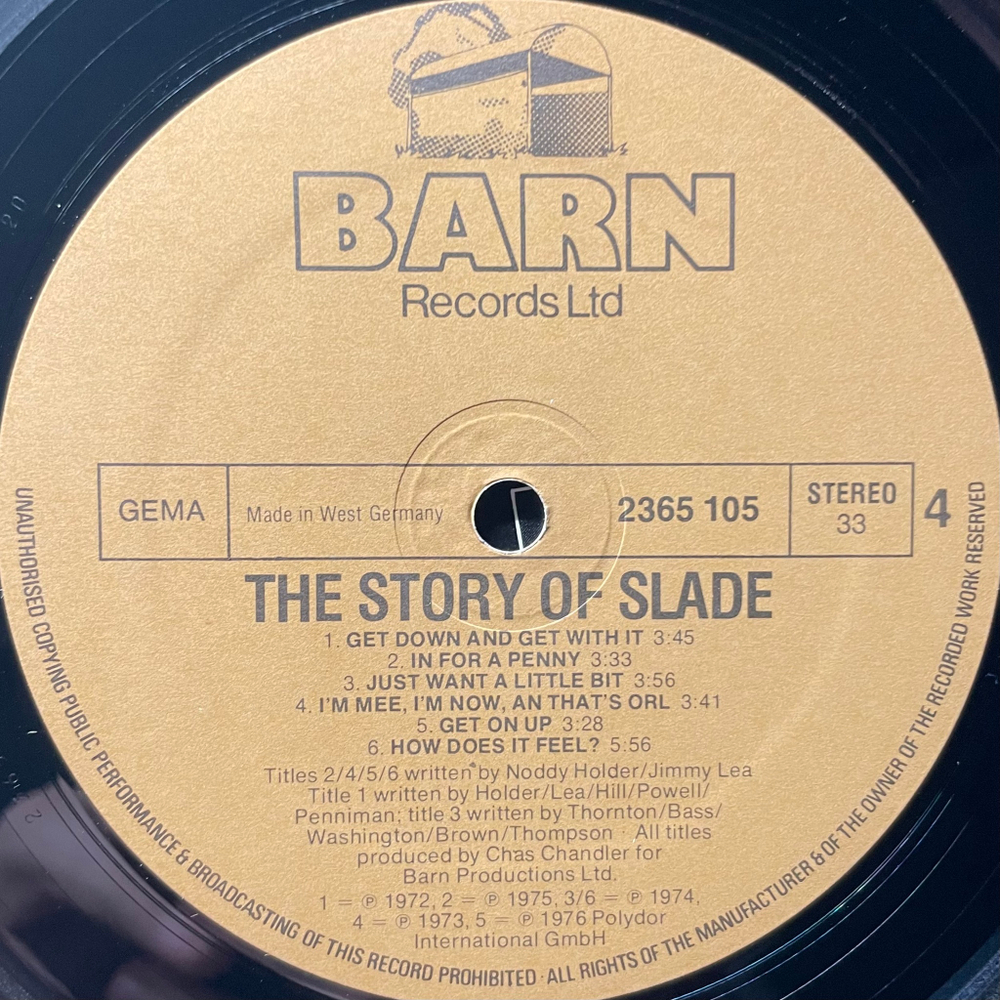 BARN
Records Ltd
GEMA
Made in West Germany
2365 105
STEREO
33
4
THE STORY OF SLADE
1. GET DOWN AND GET WITH IT 3:45
2. IN FOR A PENNY 3:33
3. JUST WANT A LITTLE BIT 3:56
4. I'M MEE, I'M NOW, AN THAT'S ORL 3:41
5. GET ON UP 3:28
6. HOW DOES IT FEEL? 5:56
Titles 2/4/5/6 written by Noddy Holder/Jimmy Lea
Title 1 written by Holder/Lea/Hill/Powell/
Penniman; title 3 written by Thornton/Bass/
Washington/Brown/Thompson · All titles
produced by Chas Chandler for
Barn Productions Ltd.
1 = ℗ 1972, 2 = ℗ 1975, 3/6 = ℗ 1974,
4 = ℗ 1973, 5 = ℗ 1976 Polydor
International GmbH
UNAUTHORISED COPYING PUBLIC PERFORMANCE & BROADCASTING OF THIS RECORD PROHIBITED · ALL RIGHTS OF THE MANUFACTURER & OF THE OWNER OF THE RECORDED WORK RESERVED